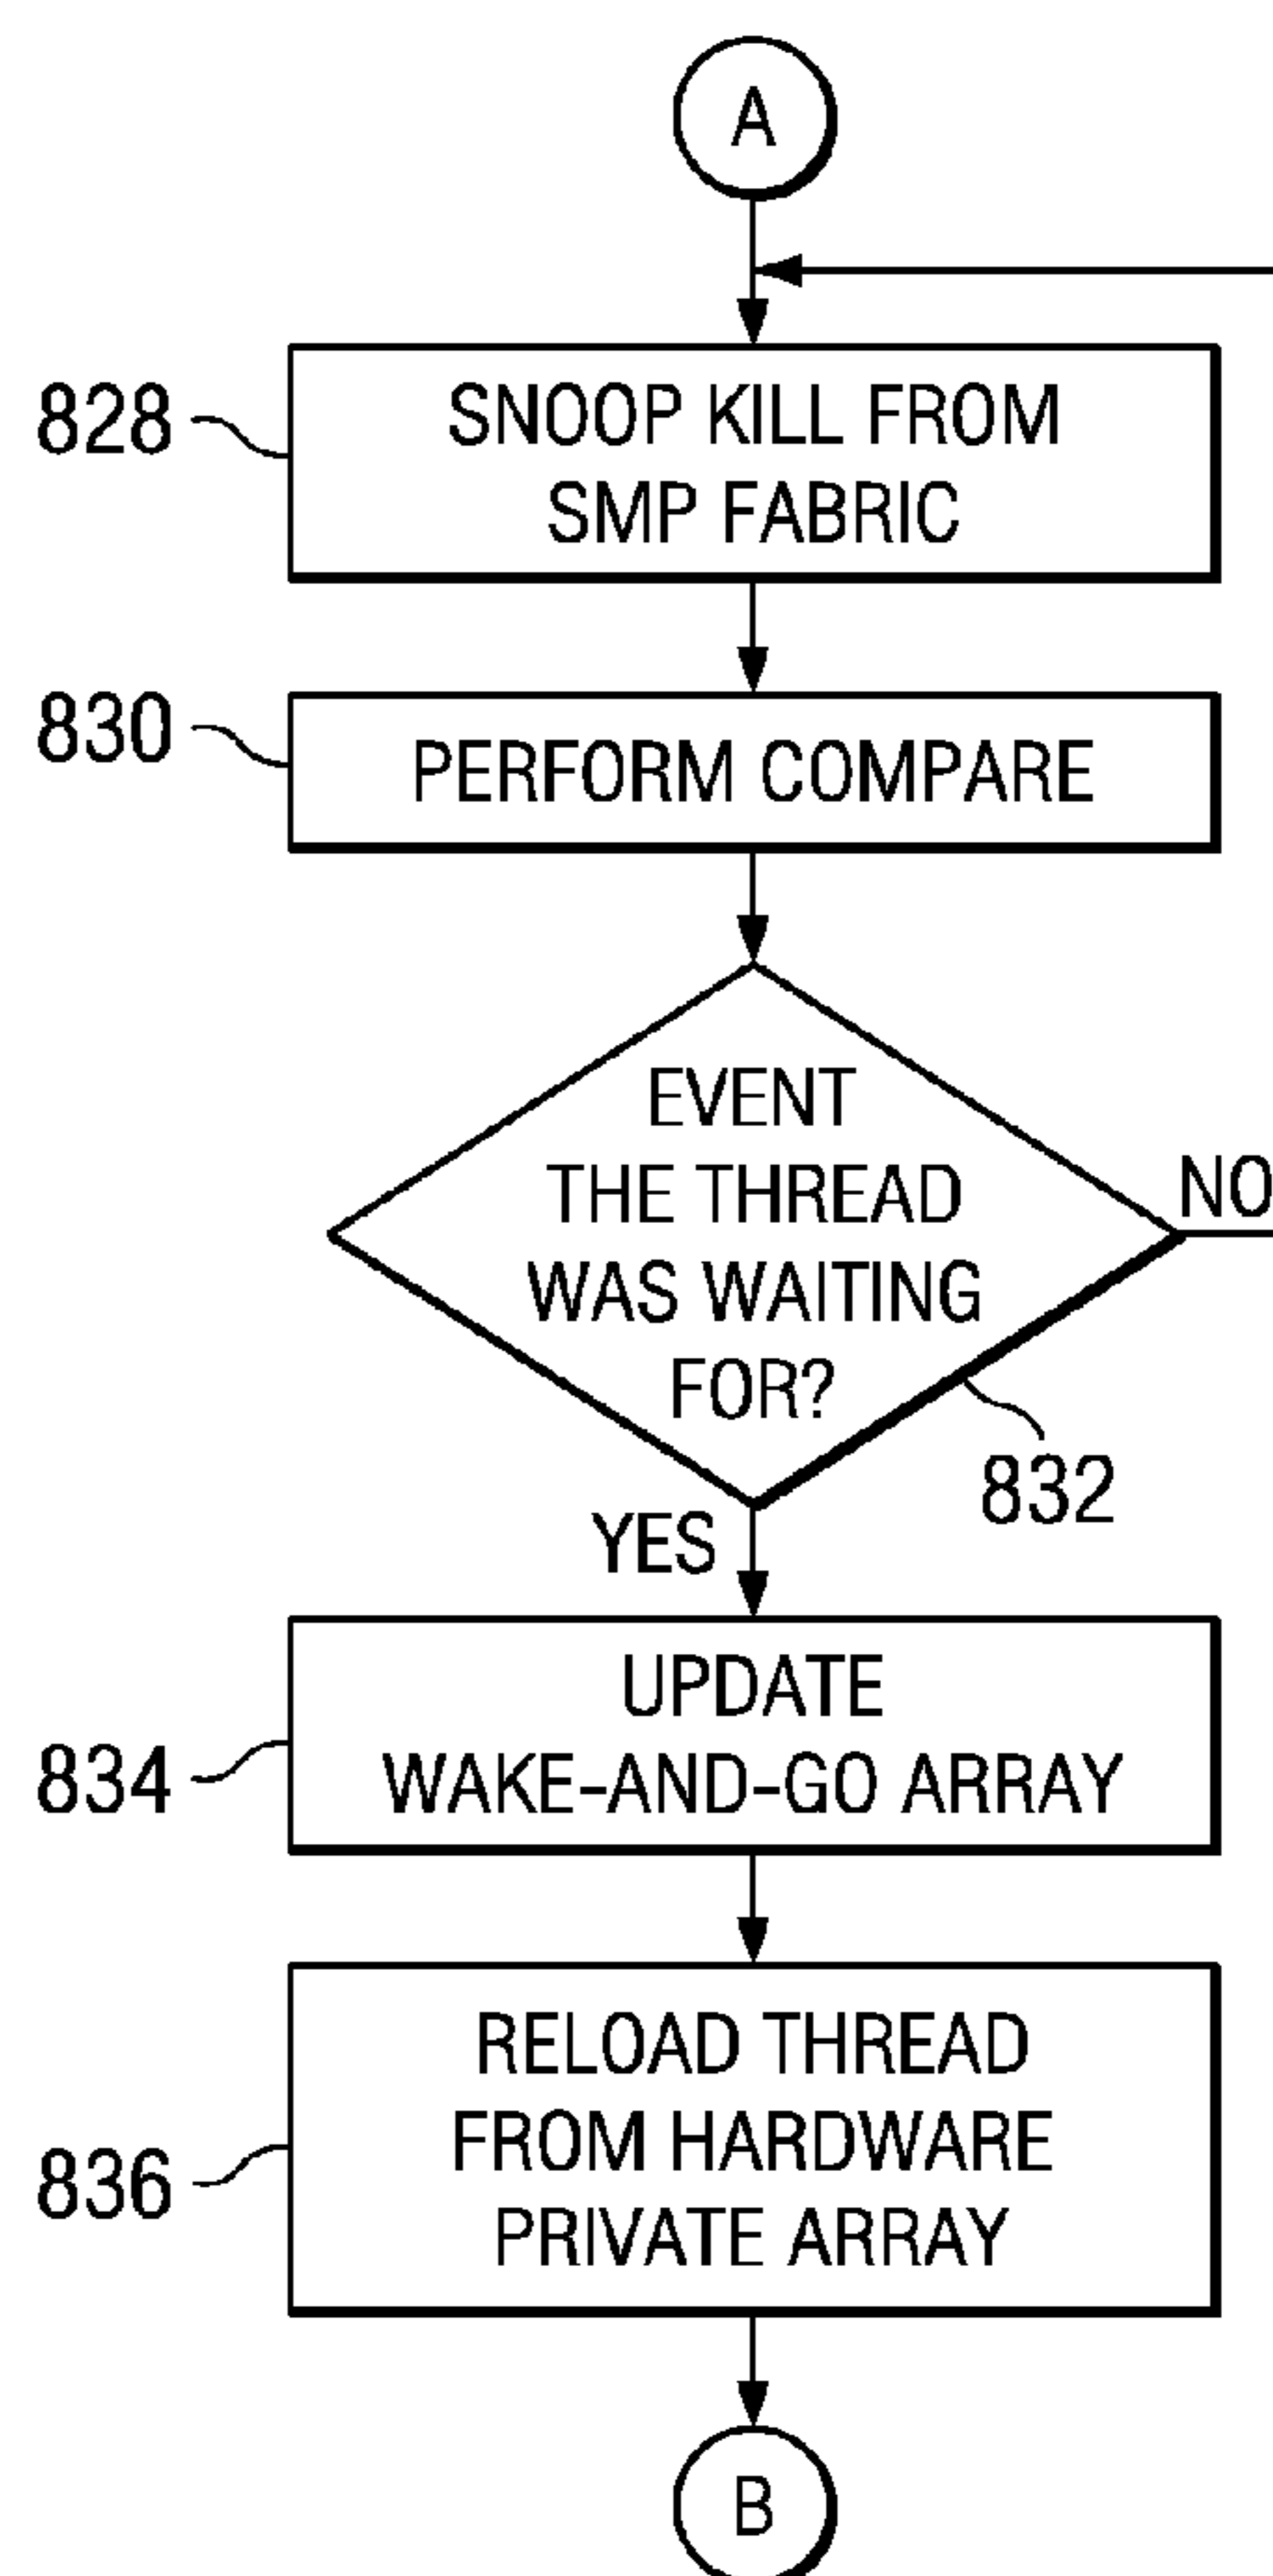 A
828
SNOOP KILL FROM
SMP FABRIC
830
PERFORM COMPARE
EVENT
THE THREAD
WAS WAITING
FOR?
NO
832
YES
834
UPDATE
WAKE-AND-GO ARRAY
836
RELOAD THREAD
FROM HARDWARE
PRIVATE ARRAY
B